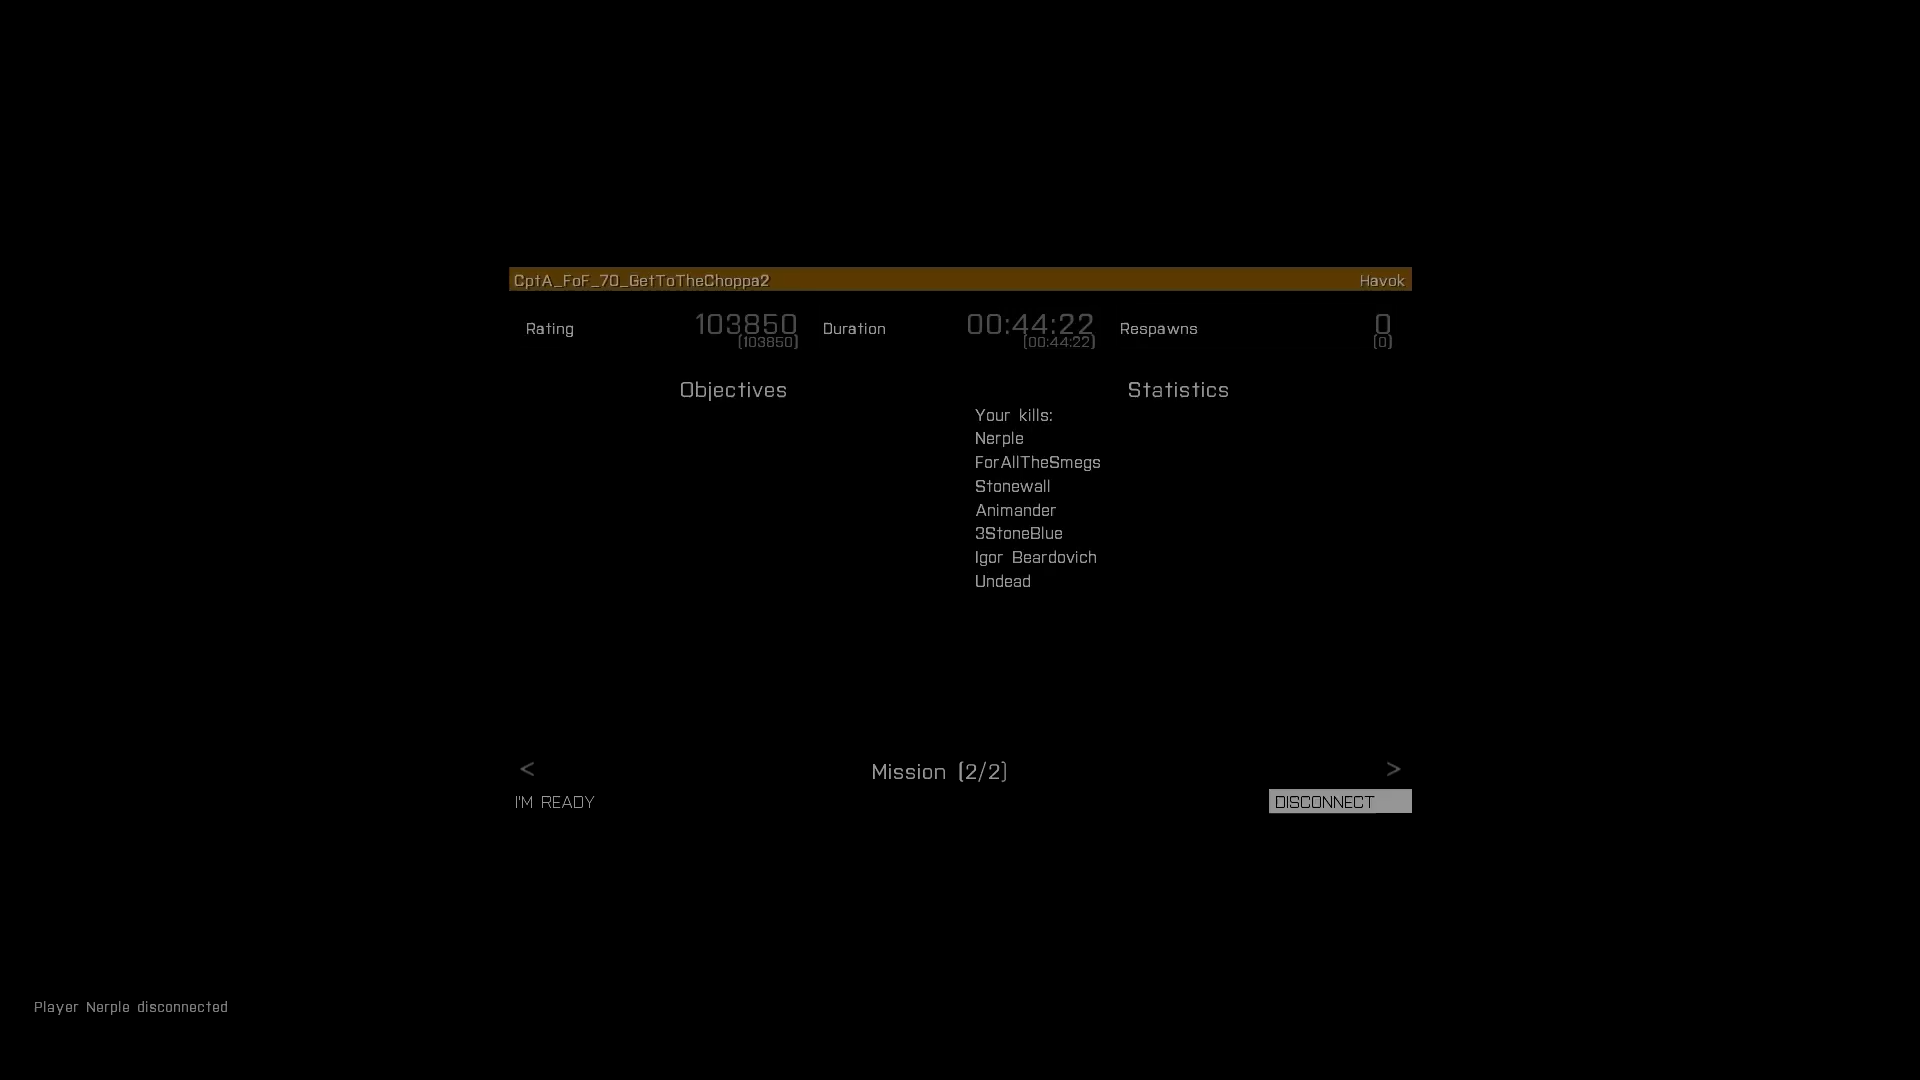 CptA_FoF_70_GetToTheChoppa2 Havok
Rating 103850 Duration 00:44:22 Respawns 0
(103850) (00:44:22) (0)
Objectives Statistics
Your kills:
Nerple
ForAllTheSmegs
Stonewall
Animander
3StoneBlue
Igor Beardovich
Undead
< Mission (2/2) >
I'M READY DISCONNECT
Player Nerple disconnected